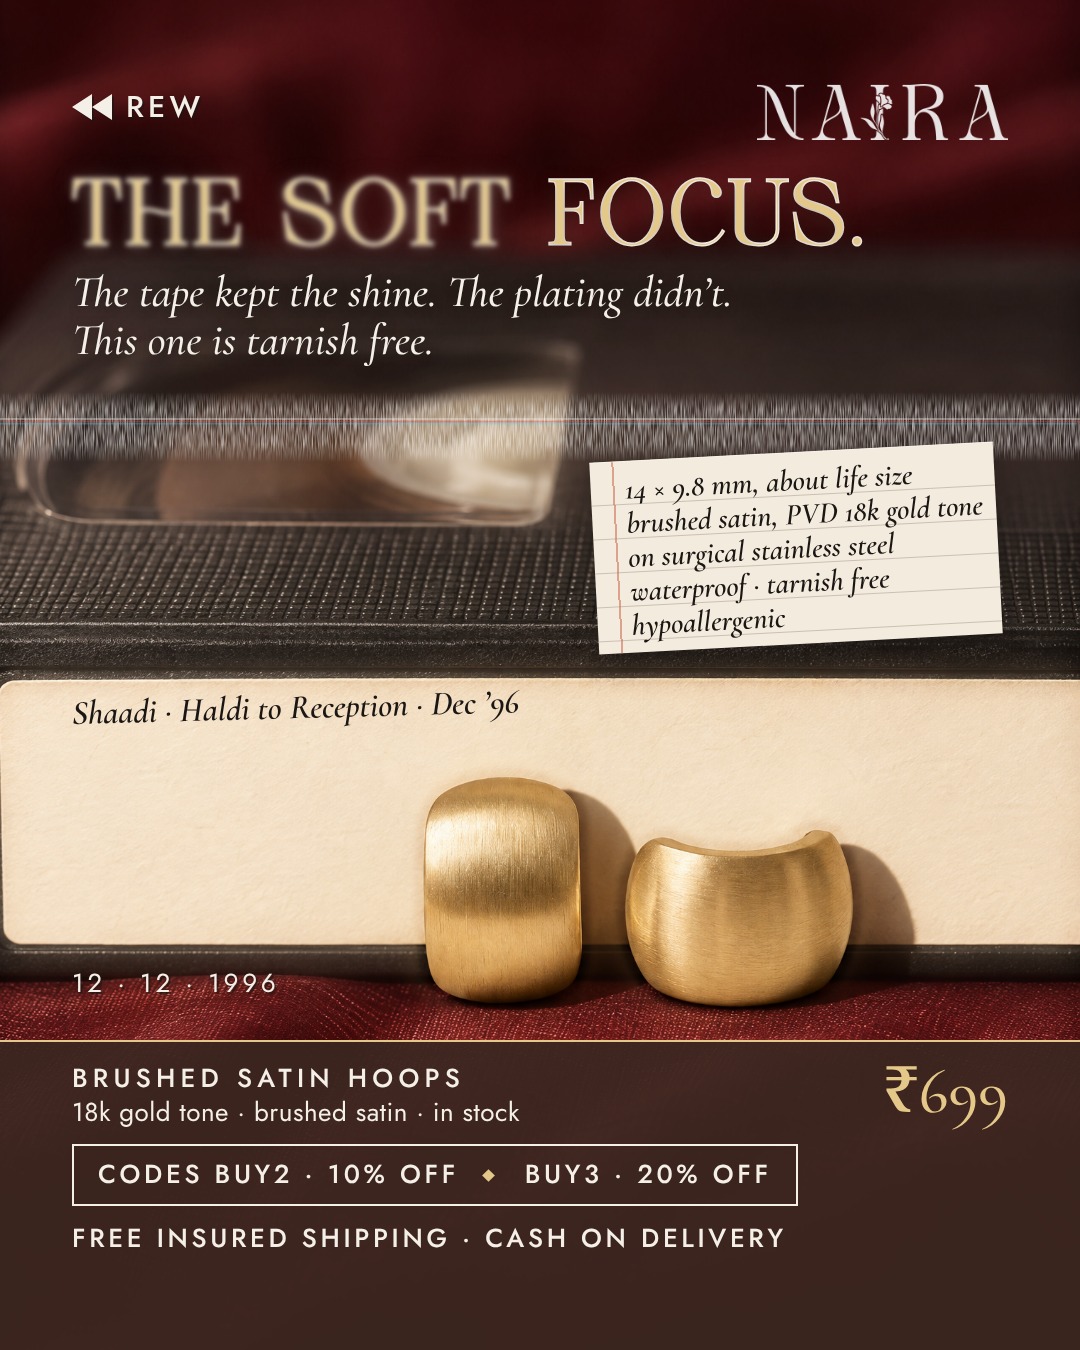 REW
NAIRA
THE SOFT FOCUS.
The tape kept the shine. The plating didn’t.
This one is tarnish free.
14 × 9.8 mm, about life size
brushed satin, PVD 18k gold tone
on surgical stainless steel
waterproof · tarnish free
hypoallergenic
Shaadi · Haldi to Reception · Dec ’96
12 · 12 · 1996
BRUSHED SATIN HOOPS
₹699
18k gold tone · brushed satin · in stock
CODES BUY2 · 10% OFF ◆ BUY3 · 20% OFF
FREE INSURED SHIPPING · CASH ON DELIVERY